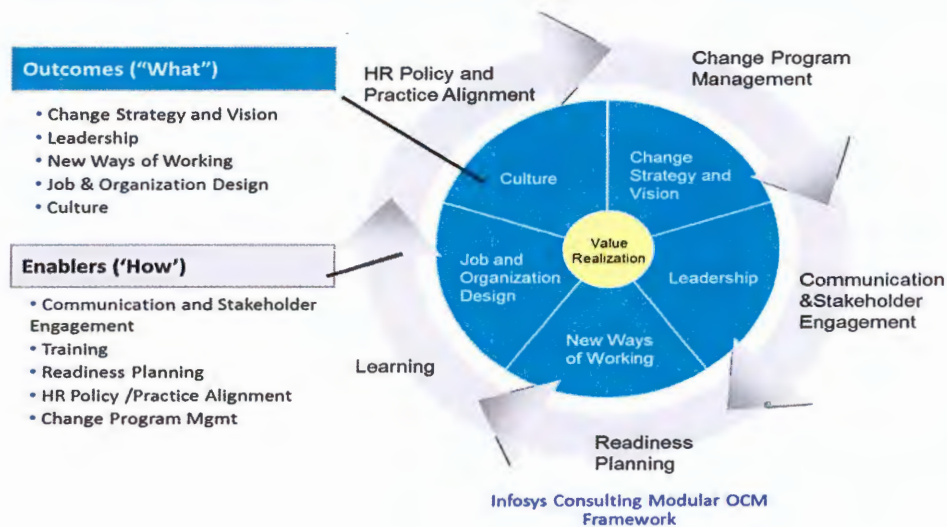 Outcomes ("What")
• Change Strategy and Vision
• Leadership
• New Ways of Working
• Job & Organization Design
• Culture
Enablers ('How')
• Communication and Stakeholder
Engagement
• Training
• Readiness Planning
• HR Policy /Practice Alignment
• Change Program Mgmt
HR Policy and
Practice Alignment
Change Program
Management
Culture
Change
Strategy and
Vision
Value
Realization
Job and
Organization
Design
Leadership
New Ways
of Working
Communication
&Stakeholder
Engagement
Learning
Readiness
Planning
Infosys Consulting Modular OCM
Framework